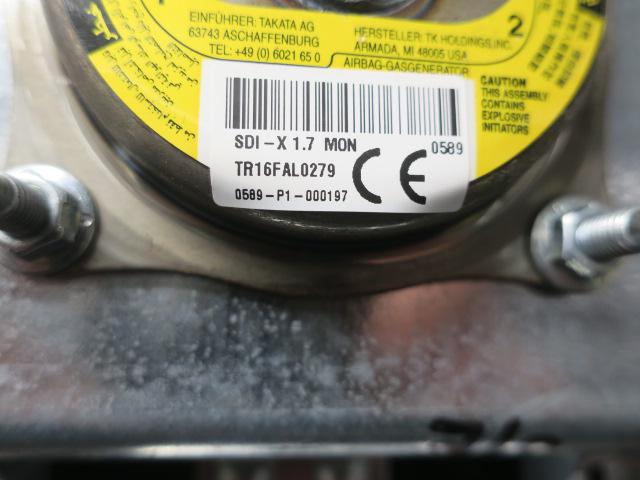 EINFÜHRER: TAKATA AG
63743 ASCHAFFENBURG
TEL: +49 (0) 6021 65 0
HERSTELLER: TK HOLDINGS, INC.
ARMADA, MI 48005 USA
AIRBAG-GASGENERATOR
2
CAUTION
THIS ASSEMBLY
CONTAINS
EXPLOSIVE
INITIATORS
SDI-X 1.7 MON
0589
TR16FAL0279
CE
0589-P1-000197